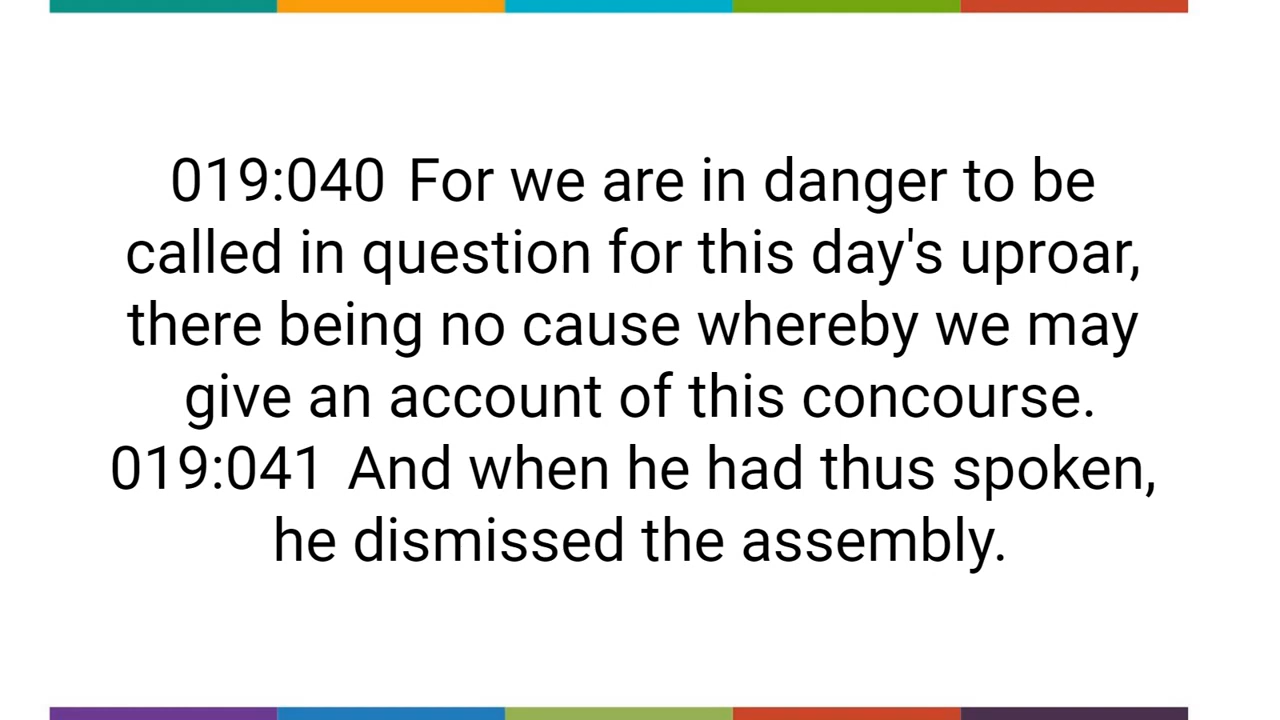 019:040 For we are in danger to be
called in question for this day's uproar,
there being no cause whereby we may
give an account of this concourse.
019:041 And when he had thus spoken,
he dismissed the assembly.